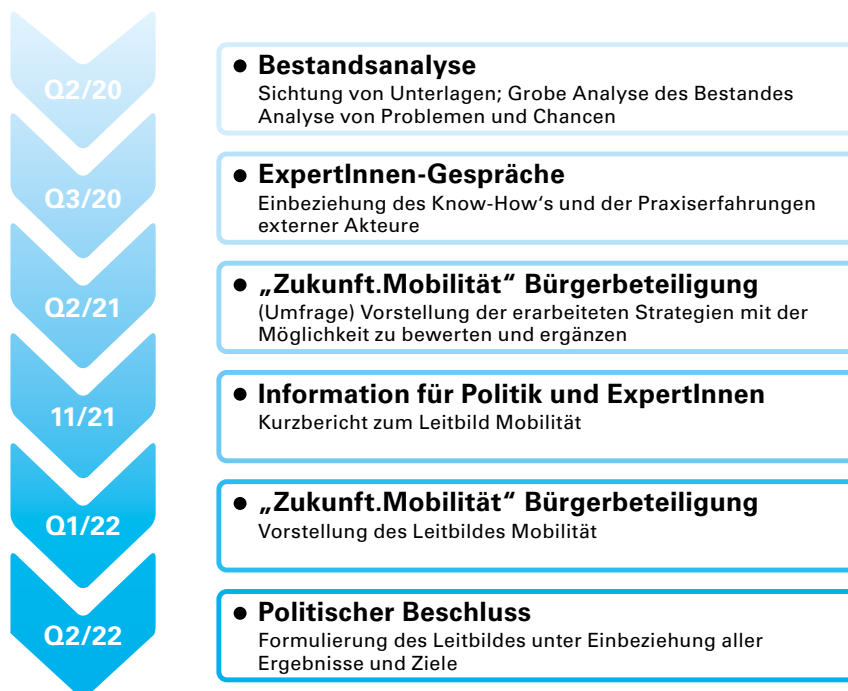 Q2/20
● Bestandsanalyse
Sichtung von Unterlagen; Grobe Analyse des Bestandes
Analyse von Problemen und Chancen
Q3/20
● ExpertInnen-Gespräche
Einbeziehung des Know-How‘s und der Praxiserfahrungen
externer Akteure
Q2/21
● „Zukunft.Mobilität“ Bürgerbeteiligung
(Umfrage) Vorstellung der erarbeiteten Strategien mit der
Möglichkeit zu bewerten und ergänzen
11/21
● Information für Politik und ExpertInnen
Kurzbericht zum Leitbild Mobilität
Q1/22
● „Zukunft.Mobilität“ Bürgerbeteiligung
Vorstellung des Leitbildes Mobilität
Q2/22
● Politischer Beschluss
Formulierung des Leitbildes unter Einbeziehung aller
Ergebnisse und Ziele